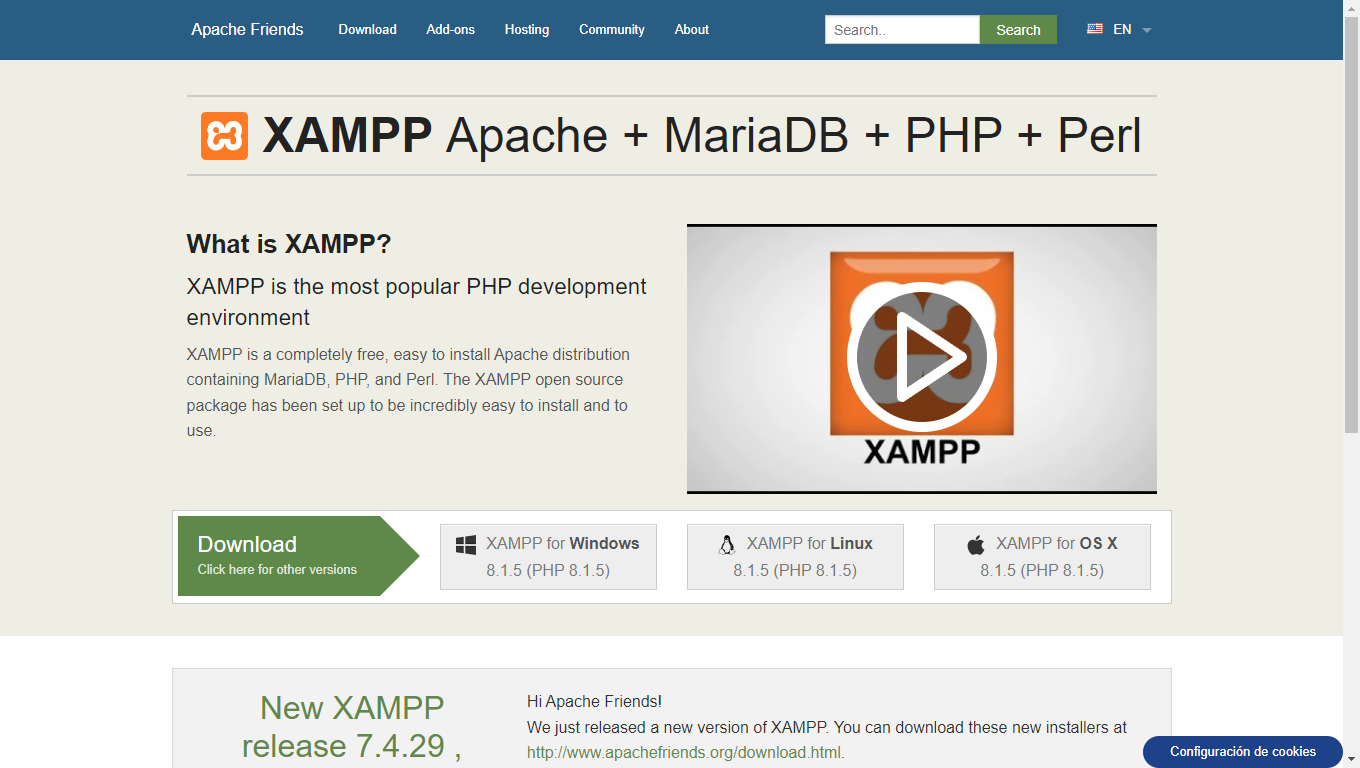 Apache Friends Download Add-ons Hosting Community About Search.. Search EN
XAMPP Apache + MariaDB + PHP + Perl
What is XAMPP?
XAMPP is the most popular PHP development
environment
XAMPP is a completely free, easy to install Apache distribution
containing MariaDB, PHP, and Perl. The XAMPP open source
package has been set up to be incredibly easy to install and to
use.
XAMPP
Download
Click here for other versions
XAMPP for Windows
8.1.5 (PHP 8.1.5)
XAMPP for Linux
8.1.5 (PHP 8.1.5)
XAMPP for OS X
8.1.5 (PHP 8.1.5)
New XAMPP
release 7.4.29 ,
Hi Apache Friends!
We just released a new version of XAMPP. You can download these new installers at
http://www.apachefriends.org/download.html.
Configuración de cookies